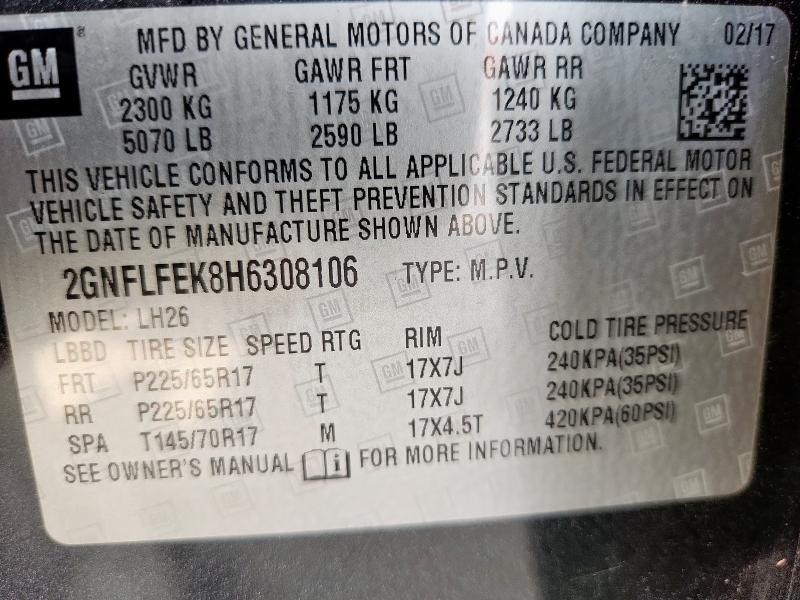 GM
MFD BY GENERAL MOTORS OF CANADA COMPANY 02/17
GVWR GAWR FRT GAWR RR
2300 KG 1175 KG 1240 KG
5070 LB 2590 LB 2733 LB
THIS VEHICLE CONFORMS TO ALL APPLICABLE U.S. FEDERAL MOTOR
VEHICLE SAFETY AND THEFT PREVENTION STANDARDS IN EFFECT ON
THE DATE OF MANUFACTURE SHOWN ABOVE.
2GNFLFEK8H6308106 TYPE: M.P.V.
MODEL: LH26
LBBD TIRE SIZE SPEED RTG RIM COLD TIRE PRESSURE
FRT P225/65R17 T 17X7J 240KPA(35PSI)
RR P225/65R17 T 17X7J 240KPA(35PSI)
SPA T145/70R17 M 17X4.5T 420KPA(60PSI)
SEE OWNER'S MANUAL i FOR MORE INFORMATION.